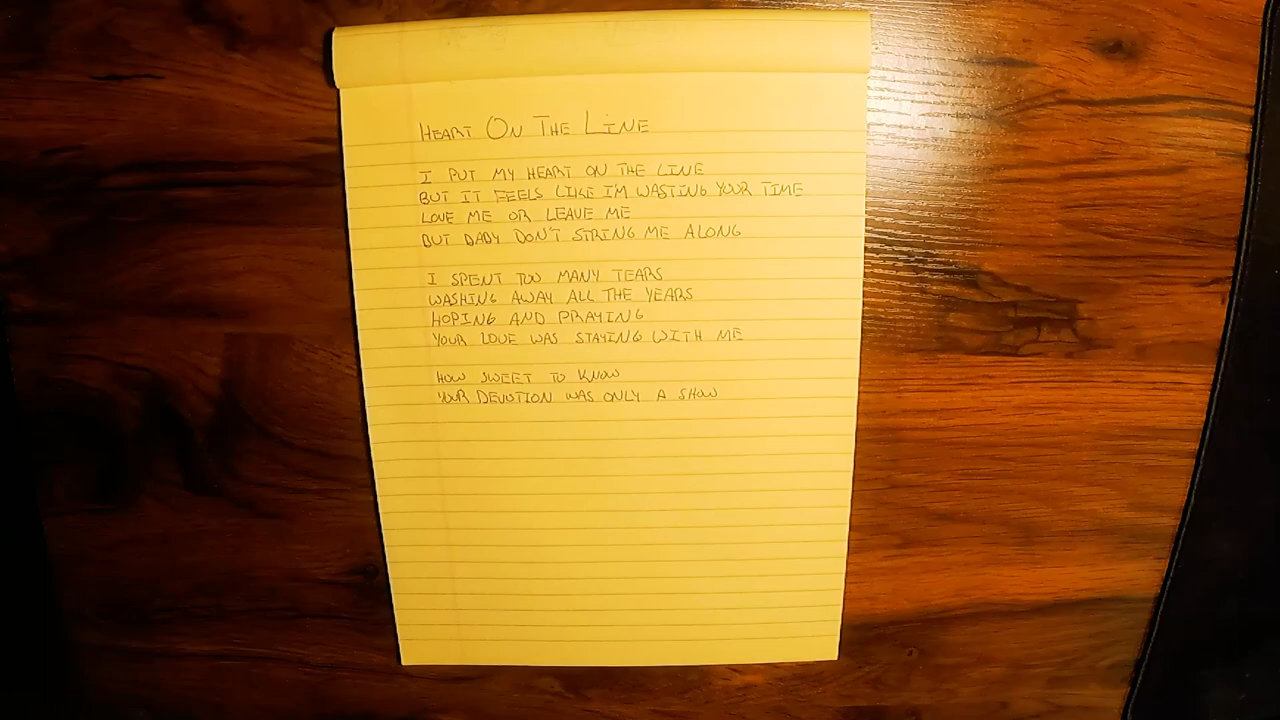 HEART ON THE LINE
I PUT MY HEART ON THE LINE
BUT IT FEELS LIKE I'M WASTING YOUR TIME
LOVE ME OR LEAVE ME
BUT BABY DON'T STRING ME ALONG
I SPENT TOO MANY TEARS
WASHING AWAY ALL THE YEARS
HOPING AND PRAYING
YOUR LOVE WAS STAYING WITH ME
HOW SWEET TO KNOW
YOUR DEVOTION WAS ONLY A SHOW